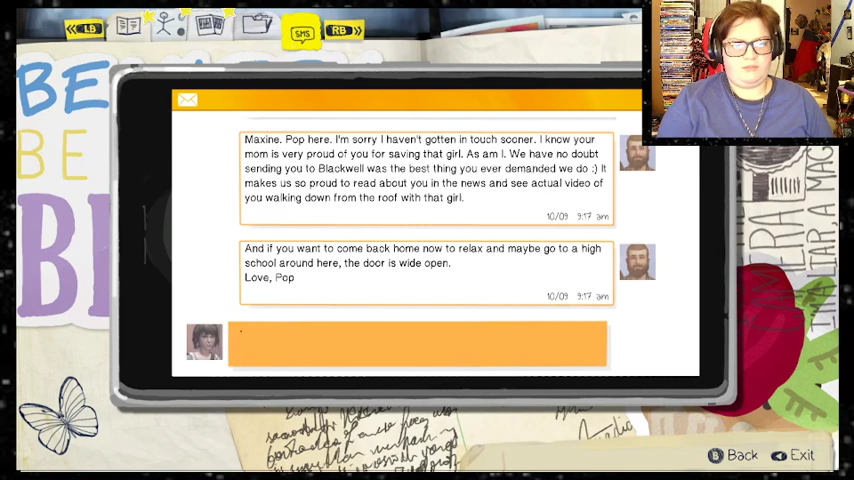 LB
SMS
RB
BE
BE
Maxine. Pop here. I'm sorry I haven't gotten in touch sooner. I know your
mom is very proud of you for saving that girl. As am I. We have no doubt
sending you to Blackwell was the best thing you ever demanded we do :) It
makes us so proud to read about you in the news and see actual video of
you walking down from the roof with that girl.
10/09 9:17 am
And if you want to come back home now to relax and maybe go to a high
school around here, the door is wide open.
Love, Pop
10/09 9:17 am
B Back
Exit